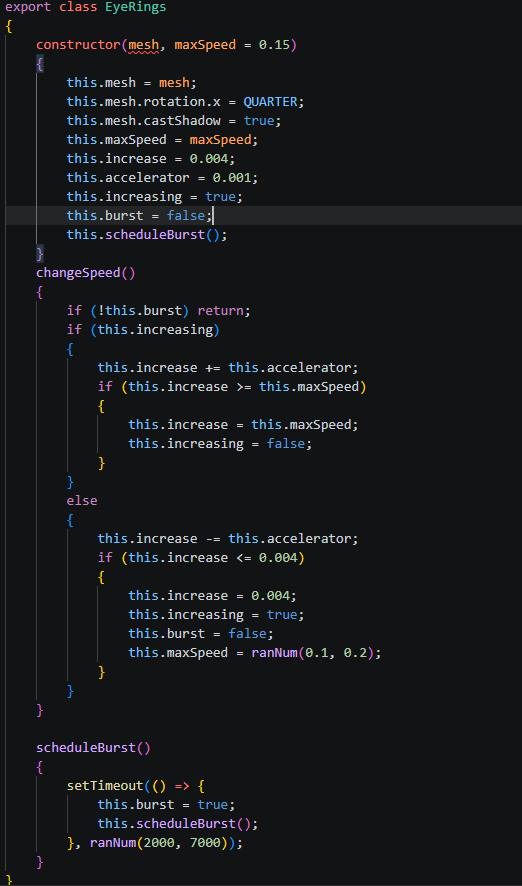 export class EyeRings
{
    constructor(mesh, maxSpeed = 0.15)
    {
        this.mesh = mesh;
        this.mesh.rotation.x = QUARTER;
        this.mesh.castShadow = true;
        this.maxSpeed = maxSpeed;
        this.increase = 0.004;
        this.accelerator = 0.001;
        this.increasing = true;
        this.burst = false;
        this.scheduleBurst();
    }
    changeSpeed()
    {
        if (!this.burst) return;
        if (this.increasing)
        {
            this.increase += this.accelerator;
            if (this.increase >= this.maxSpeed)
            {
                this.increase = this.maxSpeed;
                this.increasing = false;
            }
        }
        else
        {
            this.increase -= this.accelerator;
            if (this.increase <= 0.004)
            {
                this.increase = 0.004;
                this.increasing = true;
                this.burst = false;
                this.maxSpeed = ranNum(0.1, 0.2);
            }
        }
    }

    scheduleBurst()
    {
        setTimeout(() => {
            this.burst = true;
            this.scheduleBurst();
        }, ranNum(2000, 7000));
    }
}